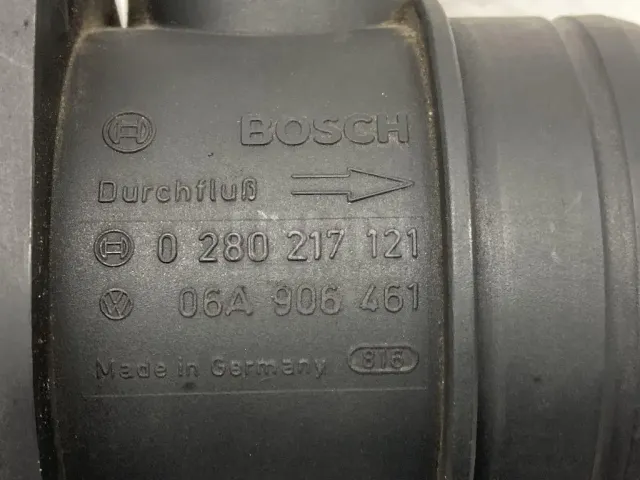 BOSCH
Durchfluß
0 280 217 121
06A 906 461
Made in Germany 816